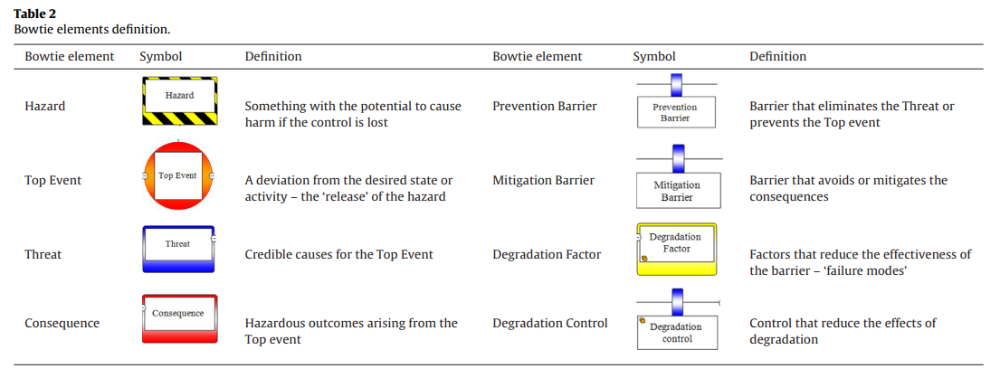 Table 2
Bowtie elements definition.
Bowtie element Symbol Definition Bowtie element Symbol Definition
Hazard Hazard Something with the potential to cause harm if the control is lost Prevention Barrier Prevention Barrier Barrier that eliminates the Threat or prevents the Top event
Top Event Top Event A deviation from the desired state or activity – the ‘release’ of the hazard Mitigation Barrier Mitigation Barrier Barrier that avoids or mitigates the consequences
Threat Threat Credible causes for the Top Event Degradation Factor Degradation Factor Factors that reduce the effectiveness of the barrier – ‘failure modes’
Consequence Consequence Hazardous outcomes arising from the Top event Degradation Control Degradation control Control that reduce the effects of degradation